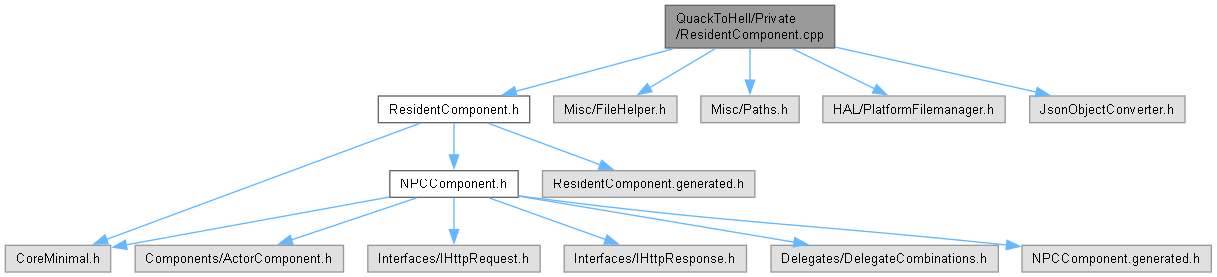 QuackToHell/Private
/ResidentComponent.cpp
ResidentComponent.h
Misc/FileHelper.h
Misc/Paths.h
HAL/PlatformFilemanager.h
JsonObjectConverter.h
NPCComponent.h
ResidentComponent.generated.h
CoreMinimal.h
Components/ActorComponent.h
Interfaces/IHttpRequest.h
Interfaces/IHttpResponse.h
Delegates/DelegateCombinations.h
NPCComponent.generated.h